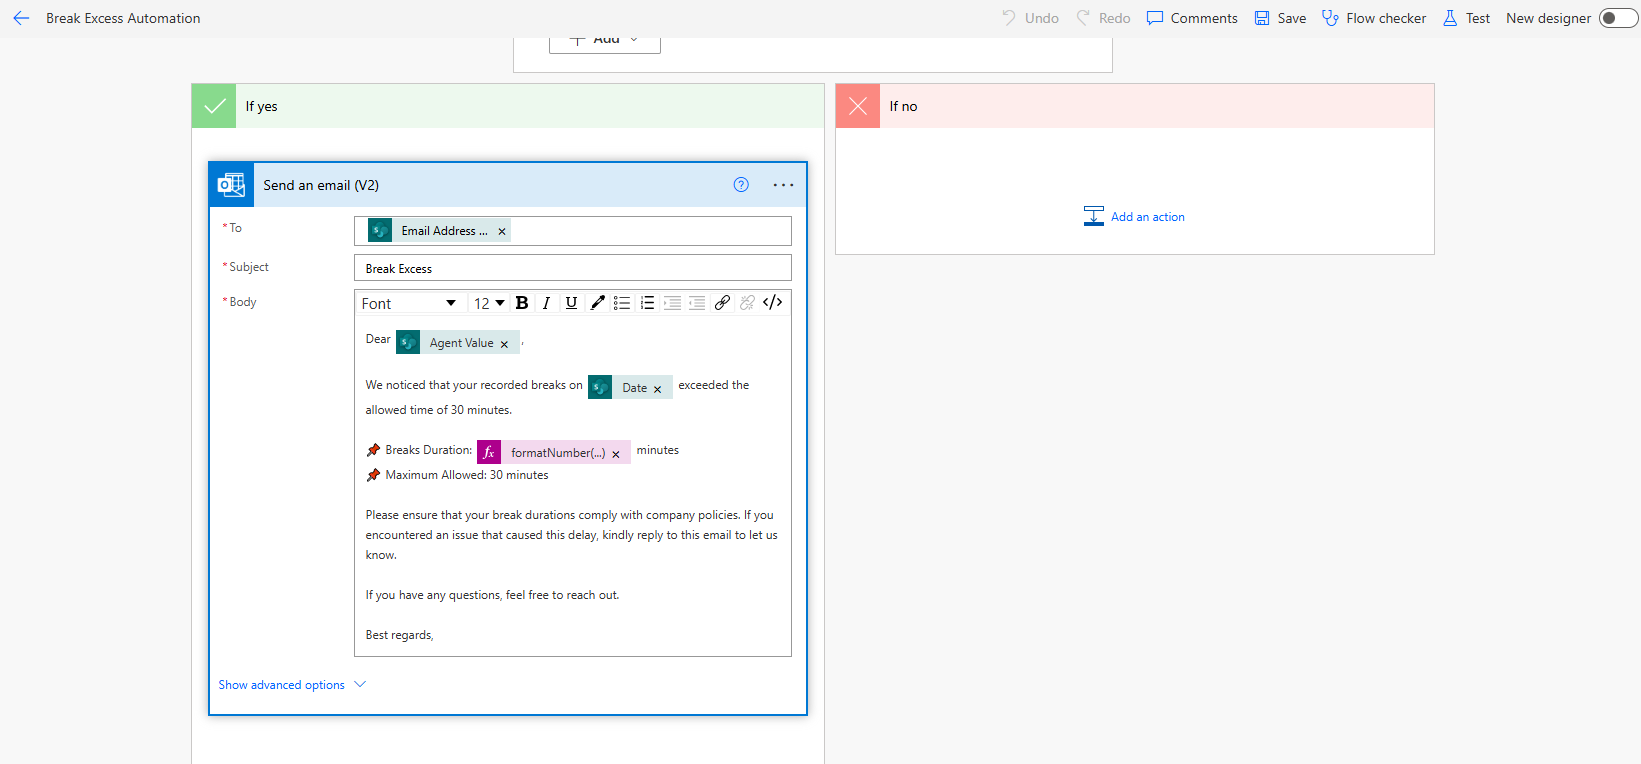 Break Excess Automation
Undo Redo Comments Save Flow checker Test New designer
Add
If yes
If no
Send an email (V2)
Add an action
*To
Email Address ... ×
*Subject
Break Excess
*Body
Font 12 B I U </>
Dear Agent Value × ,
We noticed that your recorded breaks on Date × exceeded the
allowed time of 30 minutes.
📌 Breaks Duration: fx formatNumber(...) × minutes
📌 Maximum Allowed: 30 minutes
Please ensure that your break durations comply with company policies. If you
encountered an issue that caused this delay, kindly reply to this email to let us
know.
If you have any questions, feel free to reach out.
Best regards,
Show advanced options